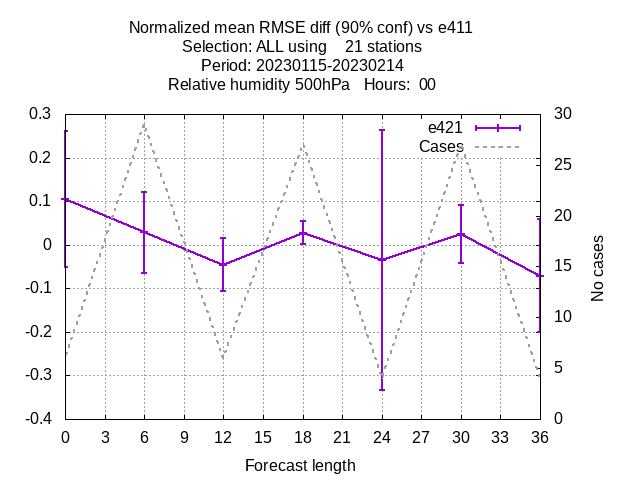 Normalized mean RMSE diff (90% conf) vs e411
Selection: ALL using    21 stations
Period: 20230115-20230214
Relative humidity 500hPa   Hours:  00
e421
Cases
0.3
0.2
0.1
0
-0.1
-0.2
-0.3
-0.4
30
25
20
15
10
5
0
No cases
0 3 6 9 12 15 18 21 24 27 30 33 36
Forecast length